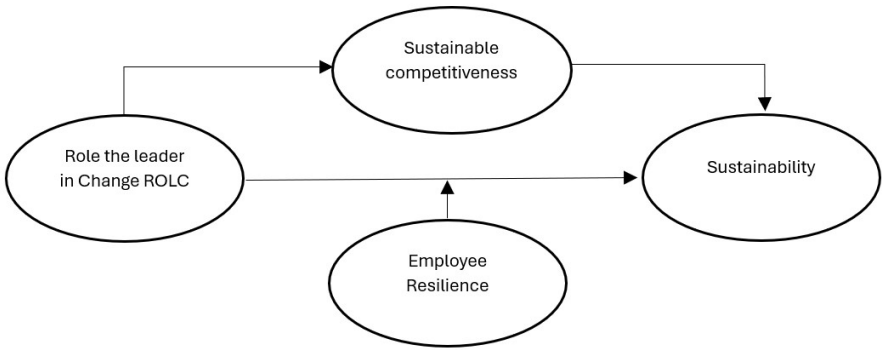 Sustainable
competitiveness
Role the leader
in Change ROLC
Sustainability
Employee
Resilience